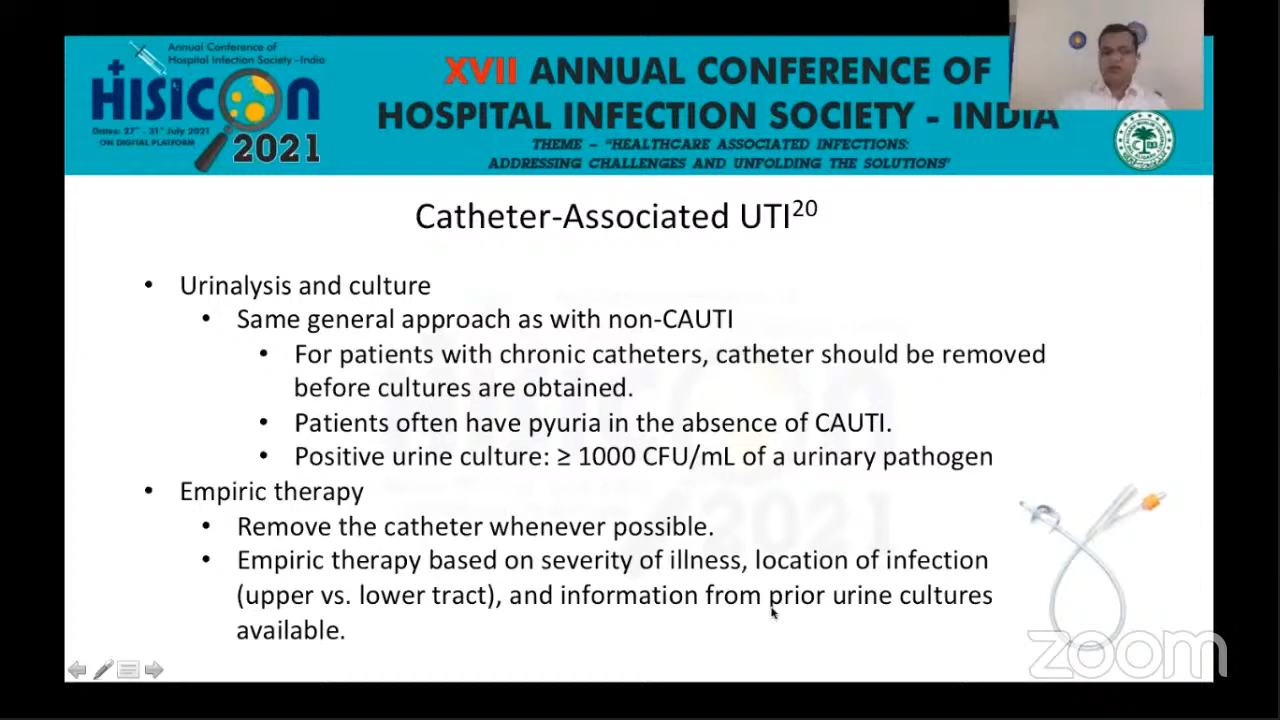 Annual Conference of
Hospital Infection Society -India
HISICON
Dates: 27th - 31st July 2021
ON DIGITAL PLATFORM
2021
XVII ANNUAL CONFERENCE OF
HOSPITAL INFECTION SOCIETY - INDIA
THEME – “HEALTHCARE ASSOCIATED INFECTIONS:
ADDRESSING CHALLENGES AND UNFOLDING THE SOLUTIONS”
Catheter-Associated UTI20
• Urinalysis and culture
• Same general approach as with non-CAUTI
• For patients with chronic catheters, catheter should be removed
before cultures are obtained.
• Patients often have pyuria in the absence of CAUTI.
• Positive urine culture: ≥ 1000 CFU/mL of a urinary pathogen
• Empiric therapy
• Remove the catheter whenever possible.
• Empiric therapy based on severity of illness, location of infection
(upper vs. lower tract), and information from prior urine cultures
available.
zoom